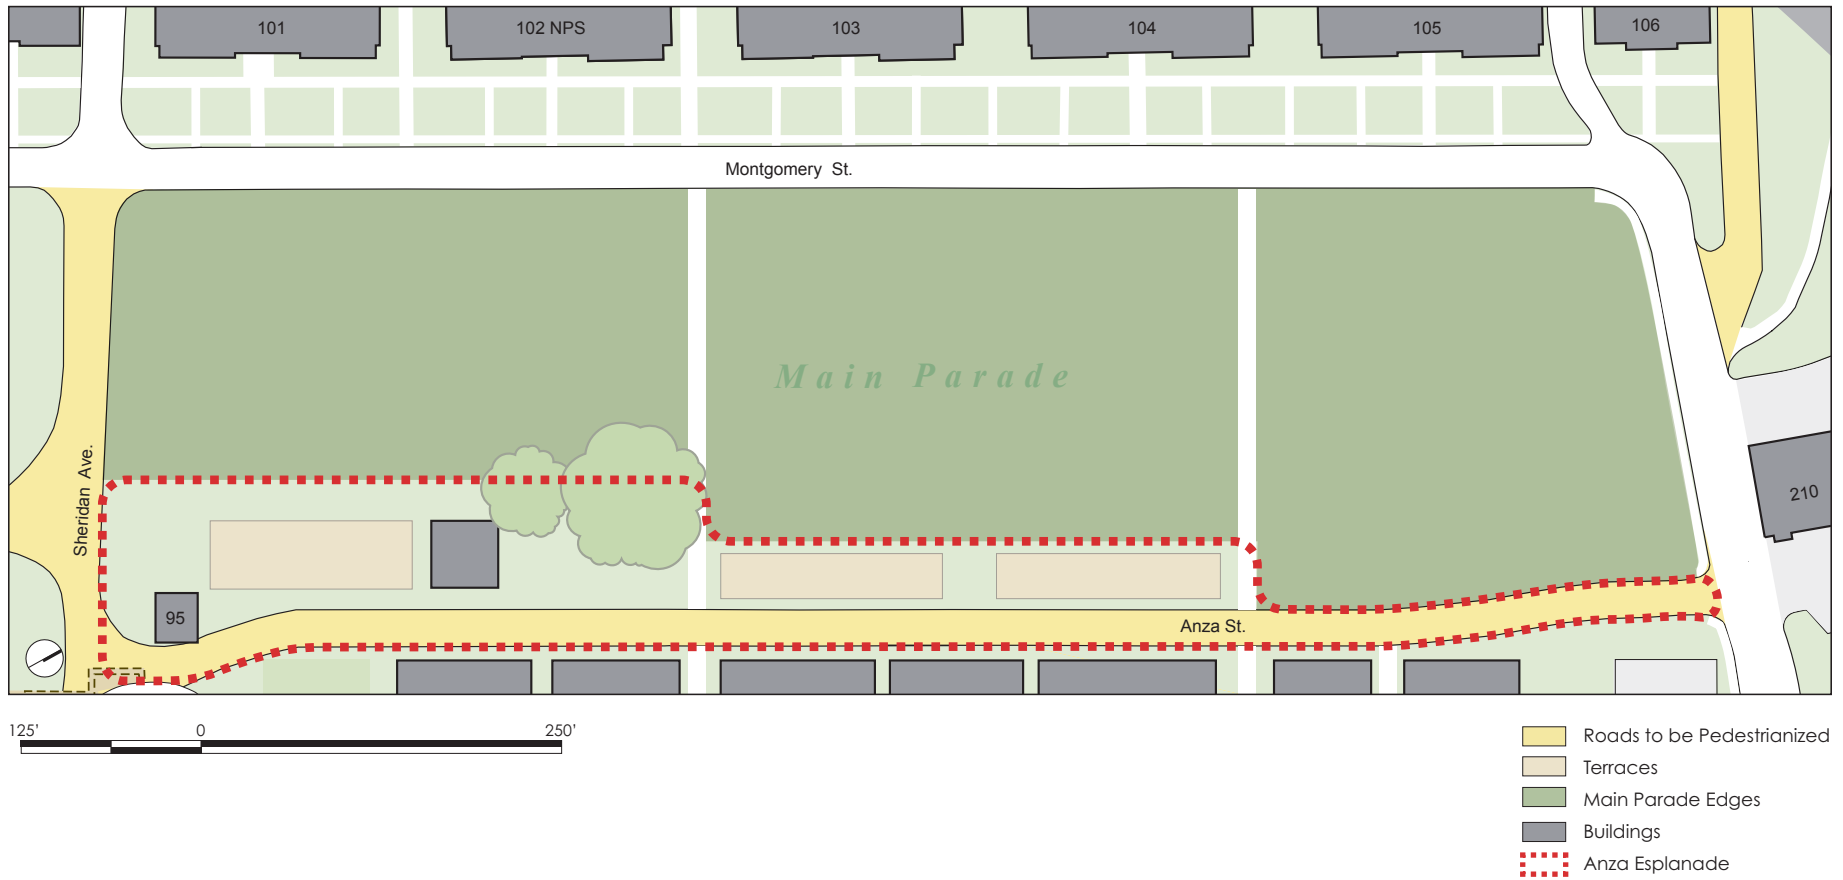 101
102 NPS
103
104
105
106
Montgomery St.
Main Parade
Sheridan Ave.
210
95
Anza St.
125' 0 250'
Roads to be Pedestrianized
Terraces
Main Parade Edges
Buildings
Anza Esplanade